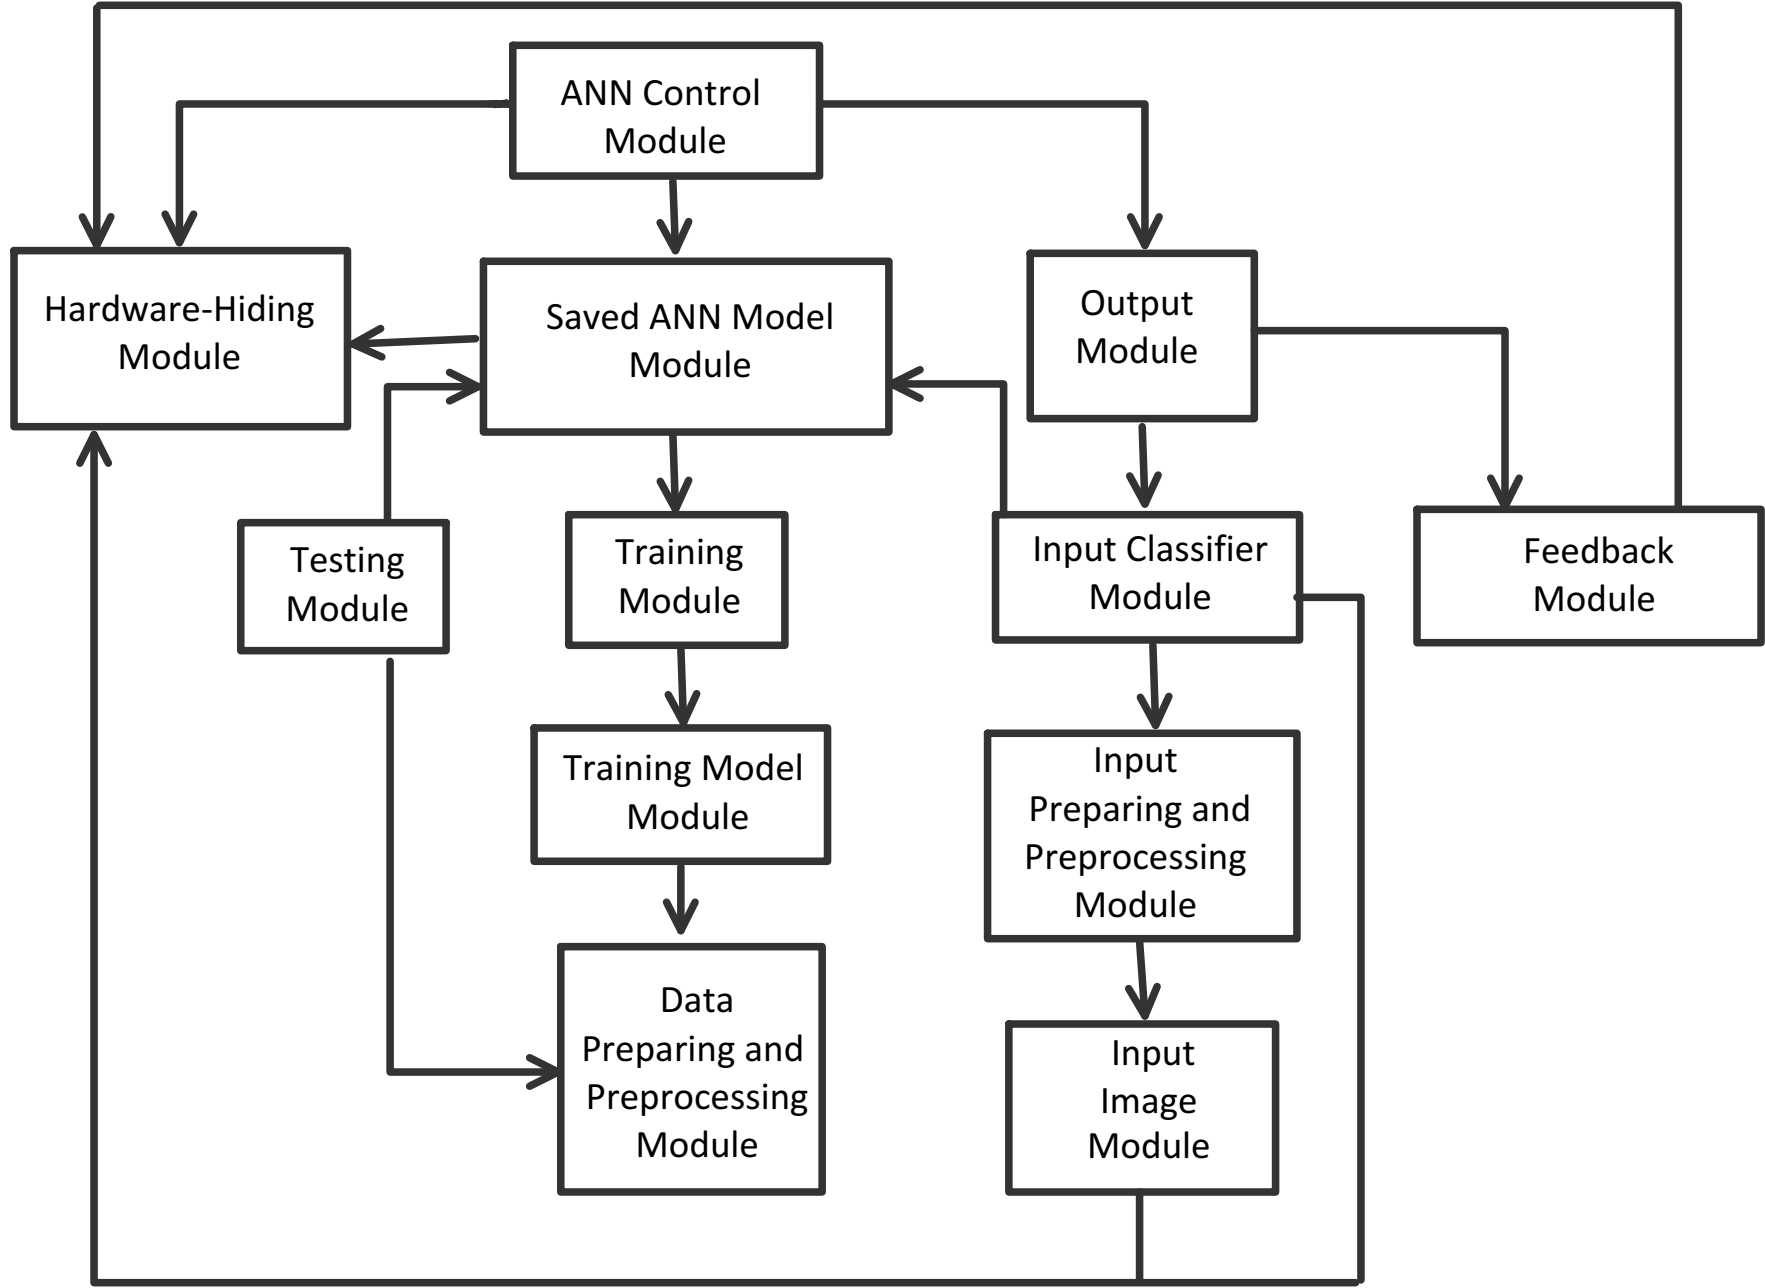 ANN Control
Module
Hardware-Hiding
Module
Saved ANN Model
Module
Output
Module
Testing
Module
Training
Module
Input Classifier
Module
Feedback
Module
Training Model
Module
Input
Preparing and
Preprocessing
Module
Data
Preparing and
Preprocessing
Module
Input
Image
Module